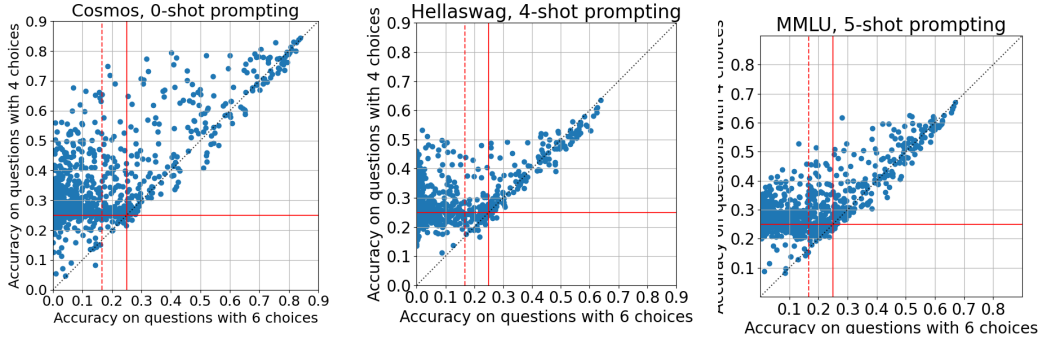 Cosmos, 0-shot prompting
Accuracy on questions with 4 choices
0.9
0.8
0.7
0.6
0.5
0.4
0.3
0.2
0.1
0.0
0.0 0.1 0.2 0.3 0.4 0.5 0.6 0.7 0.8 0.9
Accuracy on questions with 6 choices
Hellaswag, 4-shot prompting
Accuracy on questions with 4 choices
0.9
0.8
0.7
0.6
0.5
0.4
0.3
0.2
0.1
0.0
0.0 0.1 0.2 0.3 0.4 0.5 0.6 0.7 0.8 0.9
Accuracy on questions with 6 choices
MMLU, 5-shot prompting
Accuracy on questions with 4 choices
0.8
0.7
0.6
0.5
0.4
0.3
0.2
0.1
0.1 0.2 0.3 0.4 0.5 0.6 0.7 0.8
Accuracy on questions with 6 choices